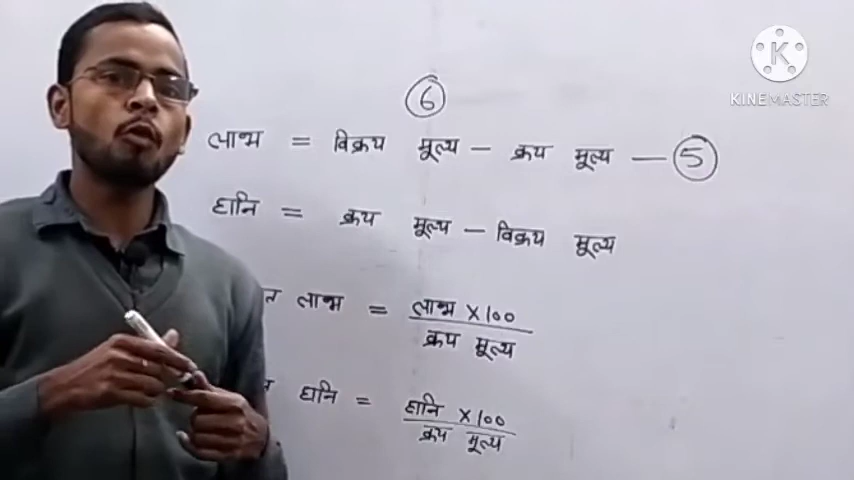 K
KINEMASTER
6
लाभ = विक्रय मूल्य - क्रय मूल्य — 5
हानि = क्रय मूल्य - विक्रय मूल्य
त लाभ = लाभ × 100
क्रय मूल्य
हानि = हानि × 100
क्रय मूल्य